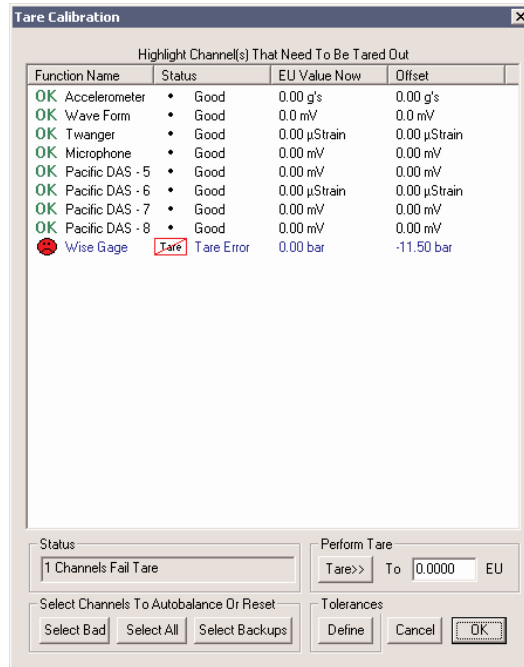 Tare Calibration
Highlight Channel(s) That Need To Be Tared Out
Function Name Status EU Value Now Offset
OK Accelerometer • Good 0.00 g's 0.00 g's
OK Wave Form • Good 0.0 mV 0.0 mV
OK Twanger • Good 0.00 µStrain 0.00 µStrain
OK Microphone • Good 0.00 mV 0.00 mV
OK Pacific DAS - 5 • Good 0.00 mV 0.00 mV
OK Pacific DAS - 6 • Good 0.00 µStrain 0.00 µStrain
OK Pacific DAS - 7 • Good 0.00 mV 0.00 mV
OK Pacific DAS - 8 • Good 0.00 mV 0.00 mV
Wise Gage Tare Tare Error 0.00 bar -11.50 bar
Status
1 Channels Fail Tare
Perform Tare
Tare>> To 0.0000 EU
Select Channels To Autobalance Or Reset
Select Bad Select All Select Backups
Tolerances
Define Cancel OK